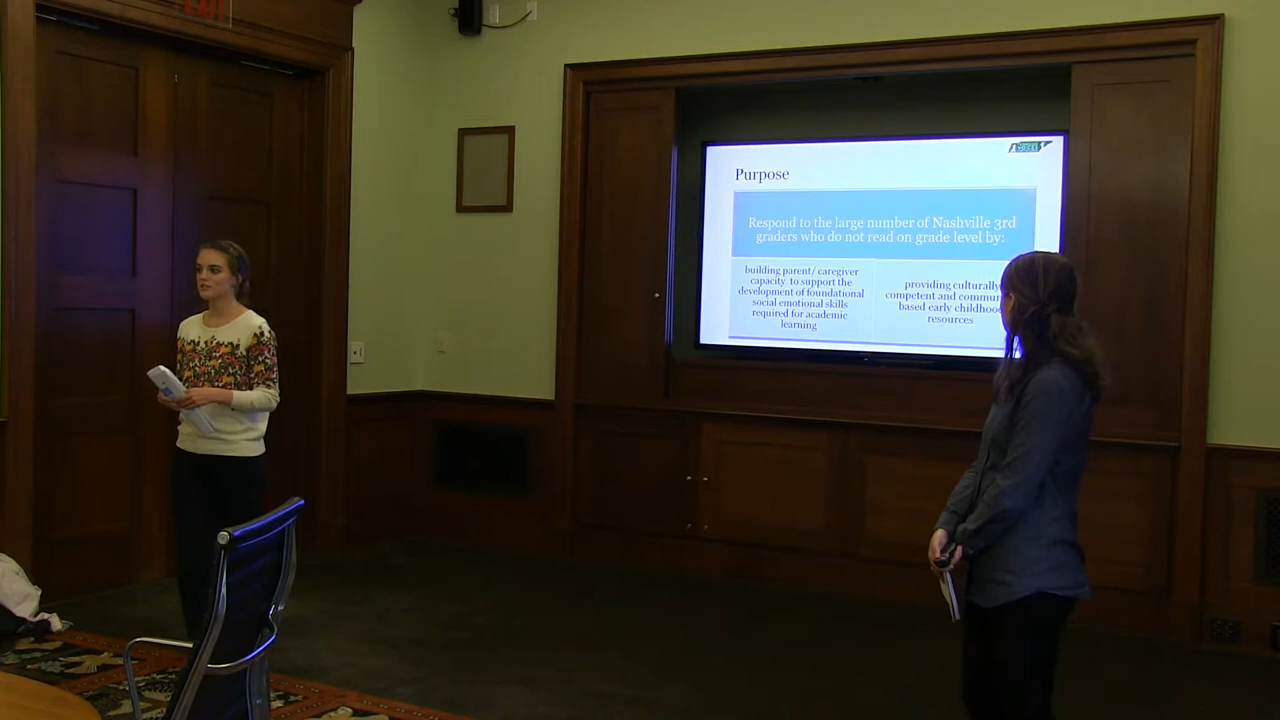 EXIT
Purpose
Respond to the large number of Nashville 3rd
graders who do not read on grade level by:
building parent/ caregiver
capacity to support the
development of foundational
social emotional skills
required for academic
learning
providing culturally
competent and commun
based early childhoo
resources